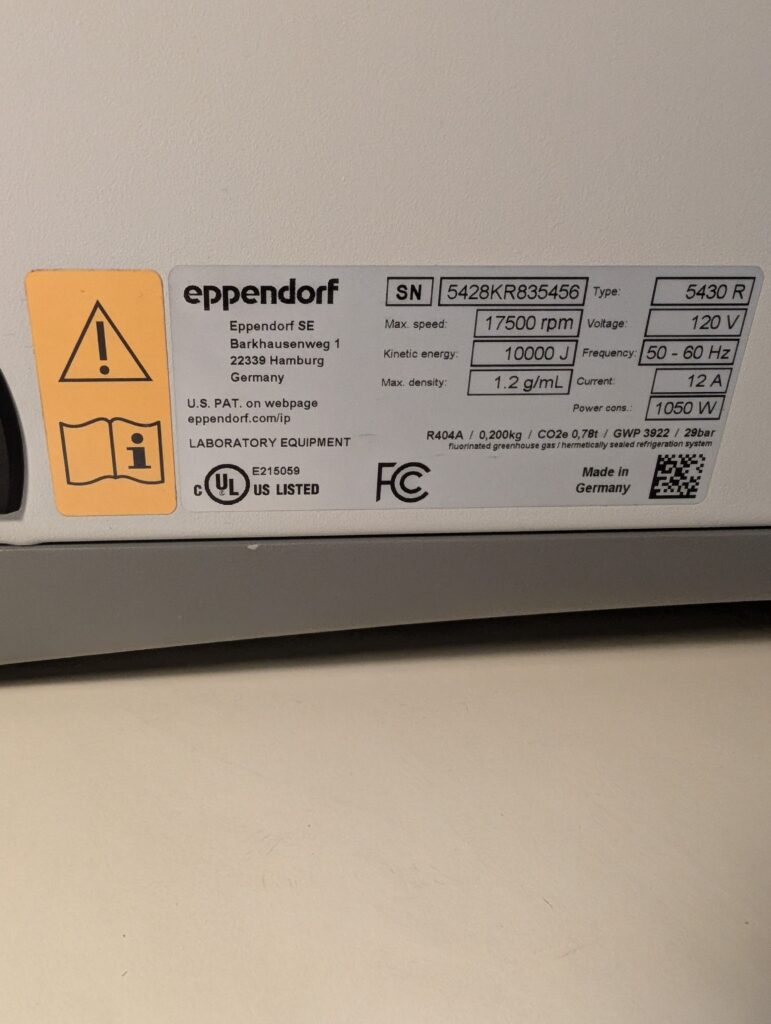 eppendorf
Eppendorf SE
Barkhausenweg 1
22339 Hamburg
Germany
U.S. PAT. on webpage
eppendorf.com/ip
LABORATORY EQUIPMENT
E215059
c UL US LISTED
FC
SN 5428KR835456 Type: 5430 R
Max. speed: 17500 rpm Voltage: 120 V
Kinetic energy: 10000 J Frequency: 50 - 60 Hz
Max. density: 1.2 g/mL Current: 12 A
Power cons.: 1050 W
R404A / 0,200kg / CO2e 0,78t / GWP 3922 / 29bar
fluorinated greenhouse gas / hermetically sealed refrigeration system
Made in
Germany